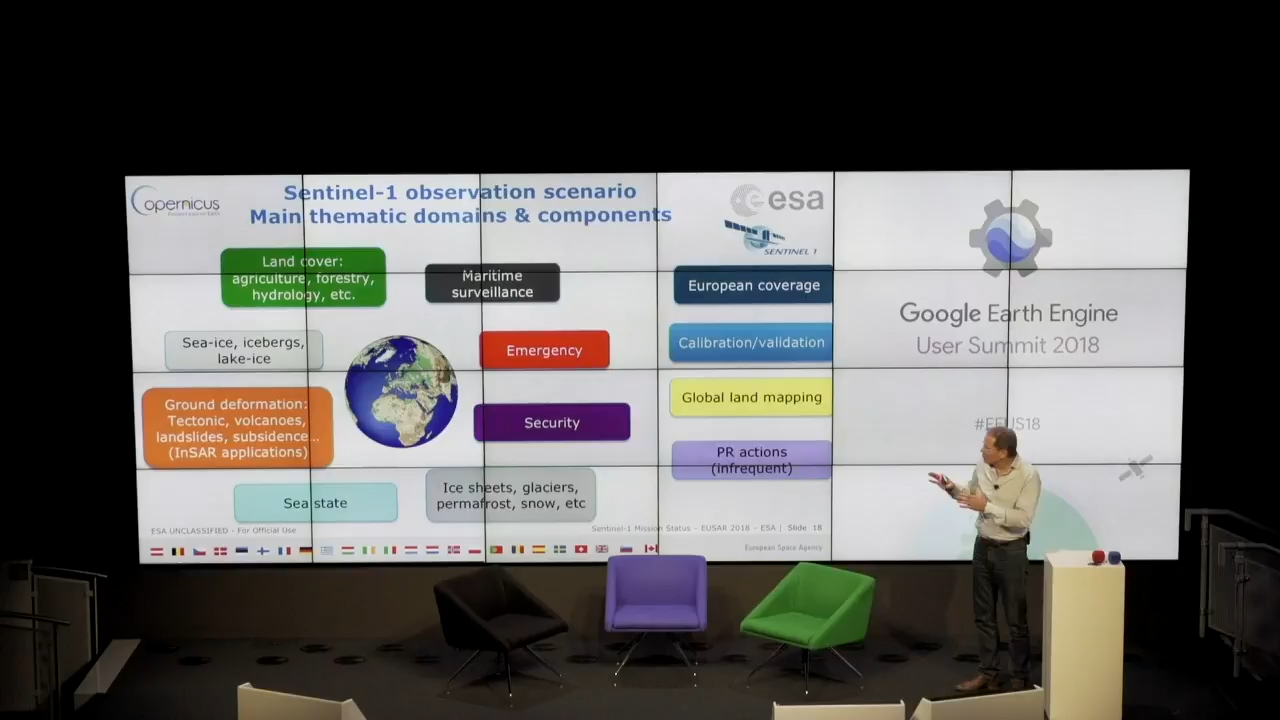 opernicus
Sentinel-1 observation scenario
Main thematic domains & components
esa
SENTINEL 1
Land cover:
agriculture, forestry,
hydrology, etc.
Maritime
surveillance
European coverage
Sea-ice, icebergs,
lake-ice
Emergency
Calibration/validation
Ground deformation:
Tectonic, volcanoes,
landslides, subsidence...
(InSAR applications)
Security
Global land mapping
PR actions
(infrequent)
Sea state
Ice sheets, glaciers,
permafrost, snow, etc
ESA UNCLASSIFIED - For Official Use
Sentinel-1 Mission Status - EUSAR 2018 - ESA | Slide 18
European Space Agency
Google Earth Engine
User Summit 2018
#EEUS18